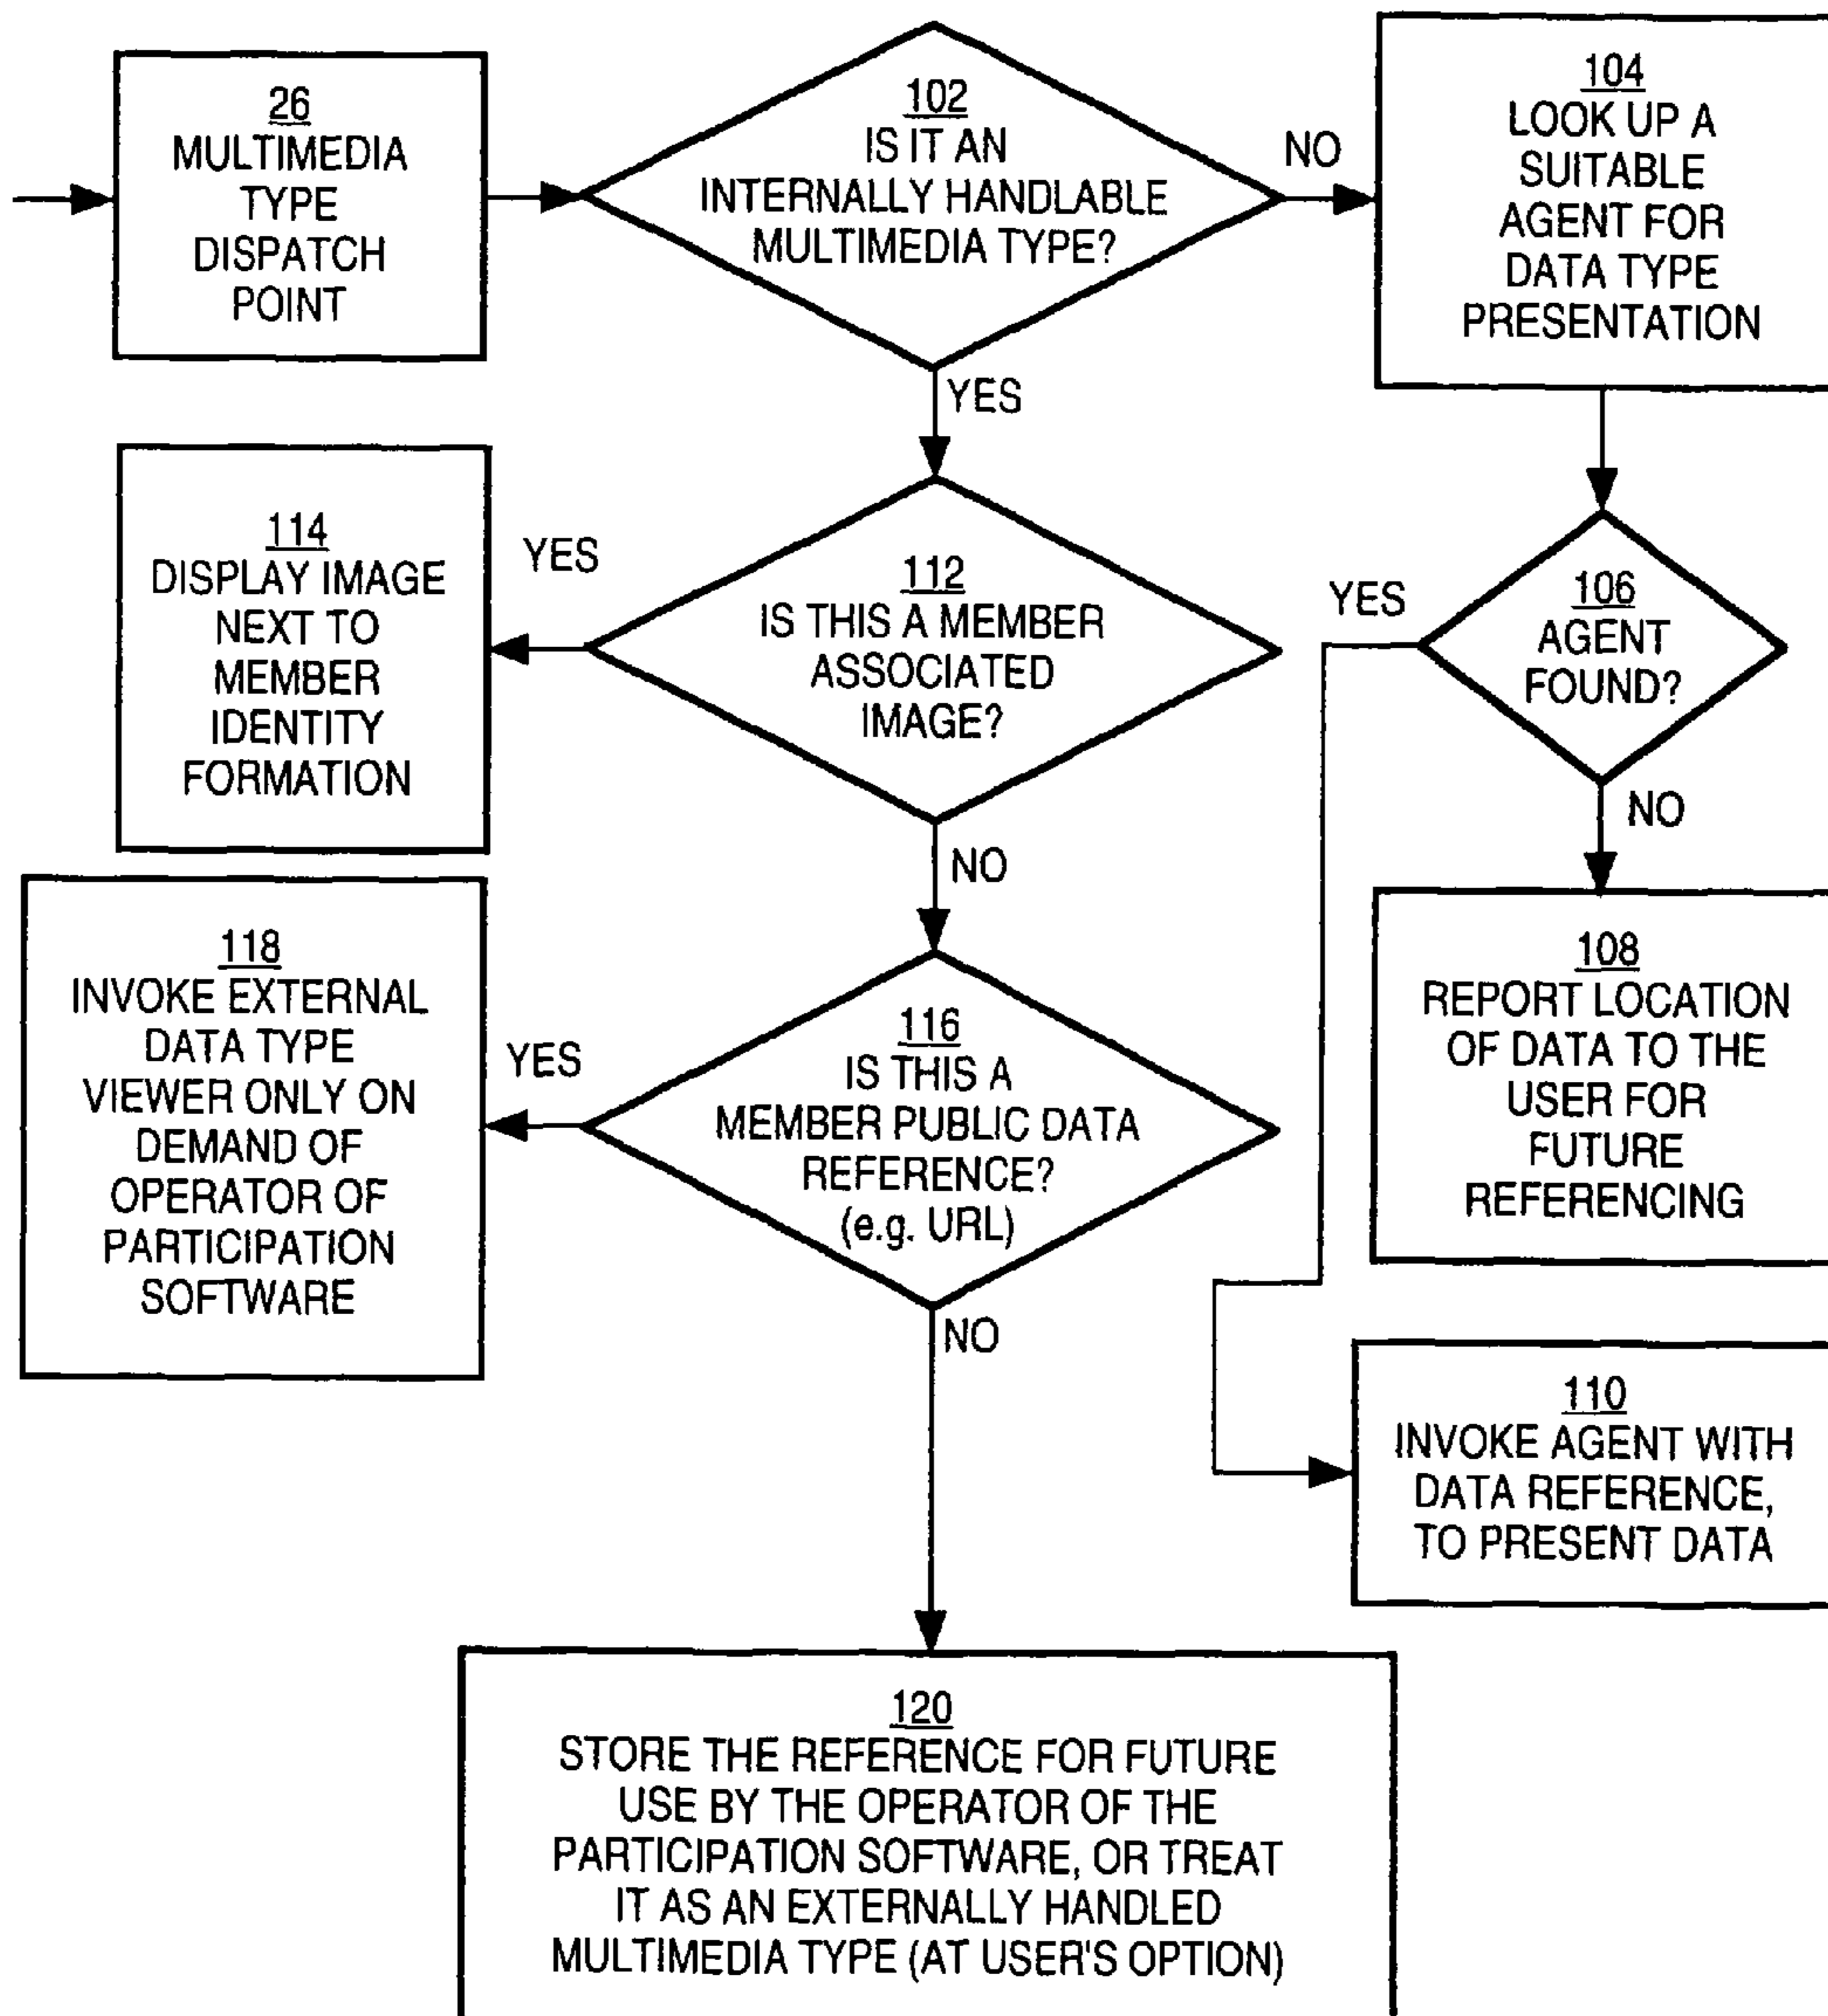 26
MULTIMEDIA
TYPE
DISPATCH
POINT
102
IS IT AN
INTERNALLY HANDLABLE
MULTIMEDIA TYPE?
NO
104
LOOK UP A
SUITABLE
AGENT FOR
DATA TYPE
PRESENTATION
YES
114
DISPLAY IMAGE
NEXT TO
MEMBER
IDENTITY
FORMATION
YES
112
IS THIS A MEMBER
ASSOCIATED
IMAGE?
YES
106
AGENT
FOUND?
NO
NO
118
INVOKE EXTERNAL
DATA TYPE
VIEWER ONLY ON
DEMAND OF
OPERATOR OF
PARTICIPATION
SOFTWARE
YES
116
IS THIS A
MEMBER PUBLIC DATA
REFERENCE?
(e.g. URL)
108
REPORT LOCATION
OF DATA TO THE
USER FOR
FUTURE
REFERENCING
NO
110
INVOKE AGENT WITH
DATA REFERENCE,
TO PRESENT DATA
120
STORE THE REFERENCE FOR FUTURE
USE BY THE OPERATOR OF THE
PARTICIPATION SOFTWARE, OR TREAT
IT AS AN EXTERNALLY HANDLED
MULTIMEDIA TYPE (AT USER'S OPTION)